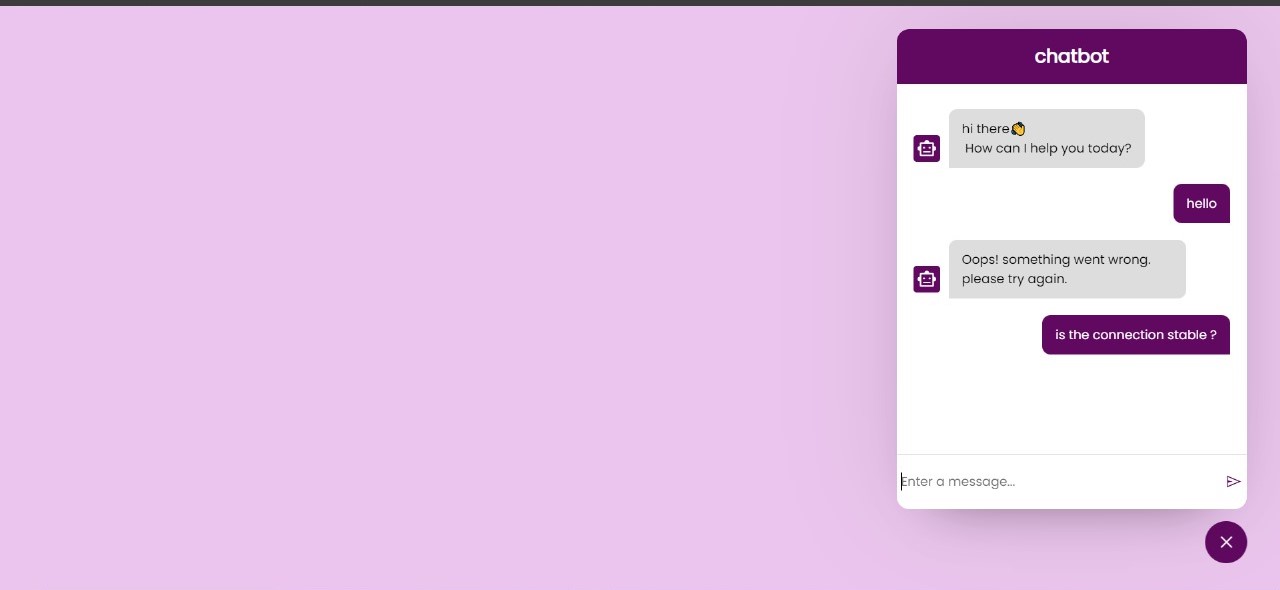 chatbot
hi there👏
How can I help you today?
hello
Oops! something went wrong.
please try again.
is the connection stable ?
Enter a message...